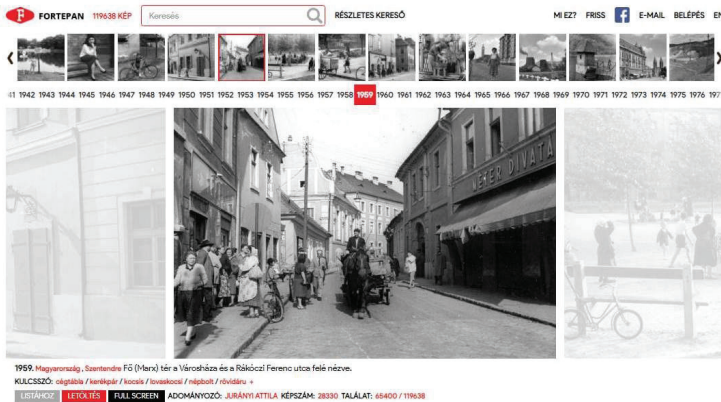 FORTEPAN 119638 KÉP Keresés RÉSZLETES KERESŐ MI EZ? FRISS f E-MAIL BELÉPÉS EN
41 1942 1943 1944 1945 1946 1947 1948 1949 1950 1951 1952 1953 1954 1955 1956 1957 1958 1959 1960 1961 1962 1963 1964 1965 1966 1967 1968 1969 1970 1971 1972 1973 1974 1975 1976 197
MÉTER DIVATÁ
1959. Magyarország, Szentendre Fő (Marx) tér a Városháza és a Rákóczi Ferenc utca felé nézve.
KULCSSZÓ: cégtábla / kerékpár / kocsis / lovaskocsi / népbolt / rövidáru +
LISTÁHOZ LETÖLTÉS FULL SCREEN ADOMÁNYOZÓ: JURÁNYI ATTILA KÉPSZÁM: 28330 TALÁLAT: 65400 / 119638